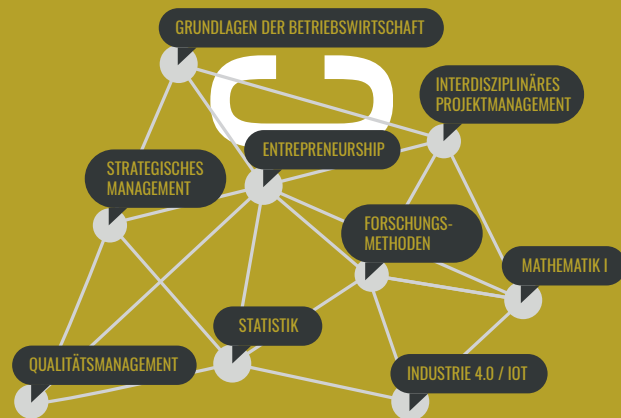 GRUNDLAGEN DER BETRIEBSWIRTSCHAFT
INTERDISZIPLINÄRES
PROJEKTMANAGEMENT
ENTREPRENEURSHIP
STRATEGISCHES
MANAGEMENT
FORSCHUNGS-
METHODEN
MATHEMATIK I
STATISTIK
QUALITÄTSMANAGEMENT
INDUSTRIE 4.0 / IOT